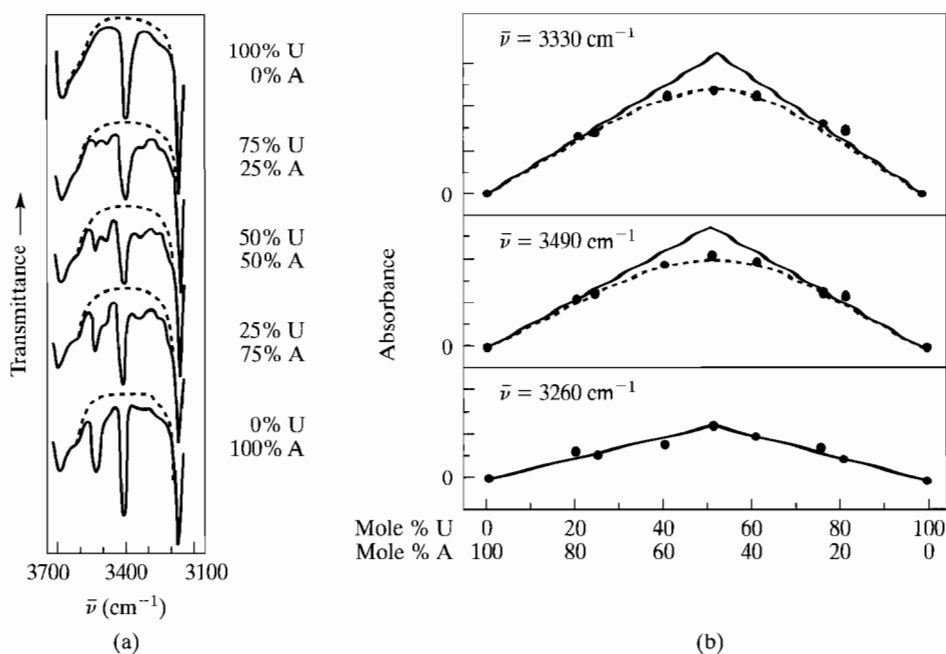 Transmittance →
100% U
0% A
75% U
25% A
50% U
50% A
25% U
75% A
0% U
100% A
3700 3400 3100
ν̄ (cm⁻¹)
(a)
Absorbance
ν̄ = 3330 cm⁻¹
0
ν̄ = 3490 cm⁻¹
0
ν̄ = 3260 cm⁻¹
0
Mole % U 0 20 40 60 80 100
Mole % A 100 80 60 40 20 0
(b)